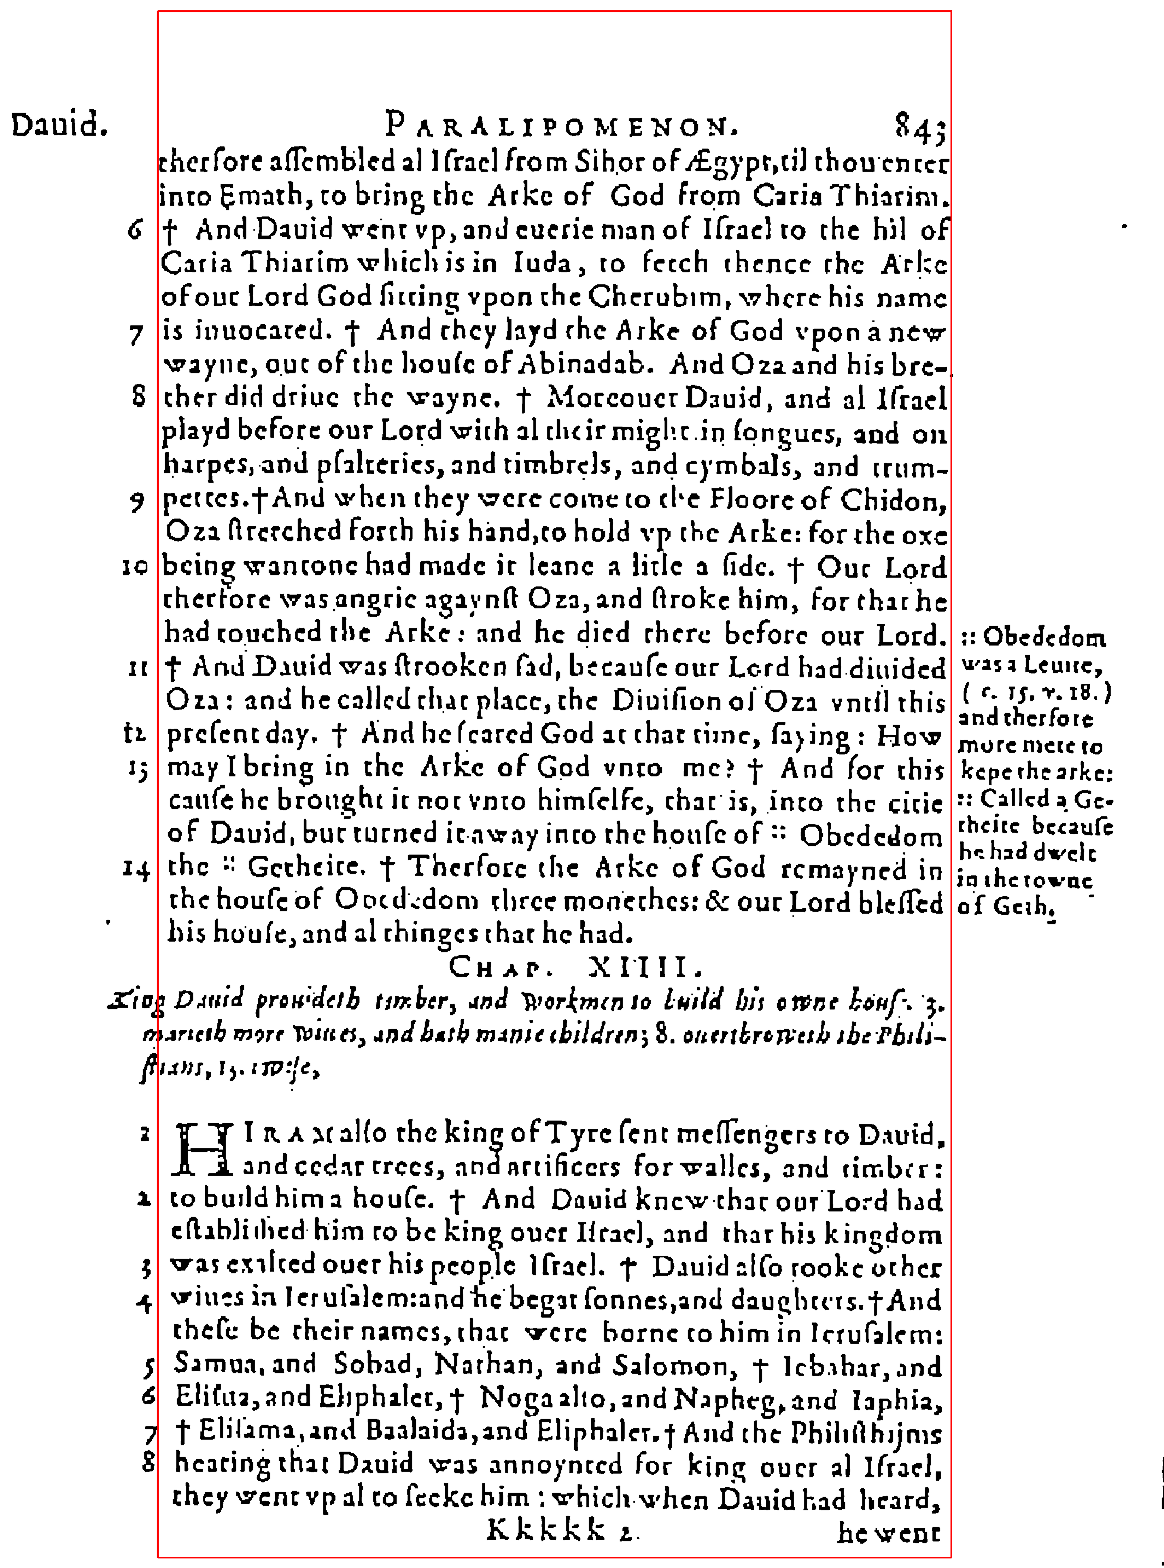 Dauid. PARALIPOMENON. 843
therfore assembled al Israel from Sihor of Ægypt, til thou enter
into Emath, to bring the Arke of God from Caria Thiarim.
6 † And Dauid went vp, and euerie man of Israel to the hil of
Caria Thiarim which is in Iuda, to fetch thence the Arke
of our Lord God sitting vpon the Cherubim, where his name
7 is inuocated. † And they layd the Arke of God vpon a new
wayne, out of the house of Abinadab. And Oza and his bre-
8 ther did driue the wayne. † Moreouer Dauid, and al Israel
playd before our Lord with al their might in songues, and on
harpes, and psalteries, and timbrels, and cymbals, and trum-
9 pettes. † And when they were come to the Floore of Chidon,
Oza stretched forth his hand, to hold vp the Arke: for the oxe
10 being wantone had made it leane a litle a side. † Our Lord
therfore was angrie agaynst Oza, and stroke him, for that he
had touched the Arke: and he died there before our Lord.
11 † And Dauid was strooken sad, because our Lord had diuided
Oza: and he called that place, the Diuision of Oza vntil this
12 present day. † And he feared God at that time, saying: How
13 may I bring in the Arke of God vnto me? † And for this
cause he brought it not vnto himselfe, that is, into the citie
of Dauid, but turned it away into the house of :: Obededom
14 the :: Getheite. † Therfore the Arke of God remayned in
the house of Obededom three monethes: & our Lord blessed
his house, and al thinges that he had.
:: Obededom
was a Leuite,
( c. 15. v. 18. )
and therfore
more mete to
kepe the arke:
:: Called a Ge-
theite because
he had dwelt
in the towne
of Geth.
CHAP. XIIII.
King Dauid prouideth timber, and workmen to build his owne house. 3.
marieth more wiues, and hath manie children; 8. ouerthroweth the Phili-
stians, 13. twise,
1 HIRAM also the king of Tyre sent messengers to Dauid,
and cedar trees, and artificers for walles, and timber:
2 to build him a house. † And Dauid knew that our Lord had
established him to be king ouer Israel, and that his kingdom
3 was exalted ouer his people Israel. † Dauid also tooke other
4 wiues in Ierusalem: and he begat sonnes, and daughters. † And
these be their names, that were borne to him in Ierusalem:
5 Samua, and Sobad, Nathan, and Salomon, † Iebahar, and
6 Elisua, and Eliphalet, † Noga also, and Napheg, and Iaphia,
7 † Elisama, and Baalaida, and Eliphalet. † And the Philisthijms
8 hearing that Dauid was annoynted for king ouer al Israel,
they went vp al to seeke him: which when Dauid had heard,
Kkkkk 2. he went